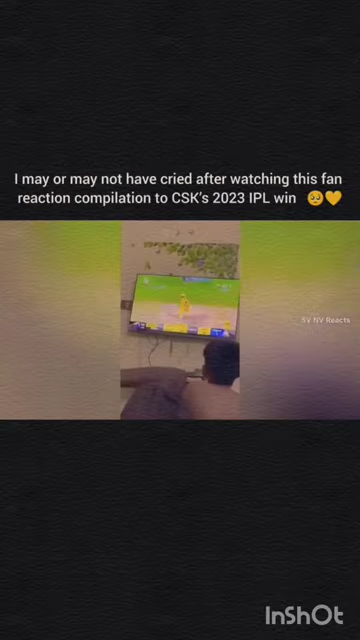 I may or may not have cried after watching this fan
reaction compilation to CSK's 2023 IPL win 🥹💛
SV NV Reacts
InShOt